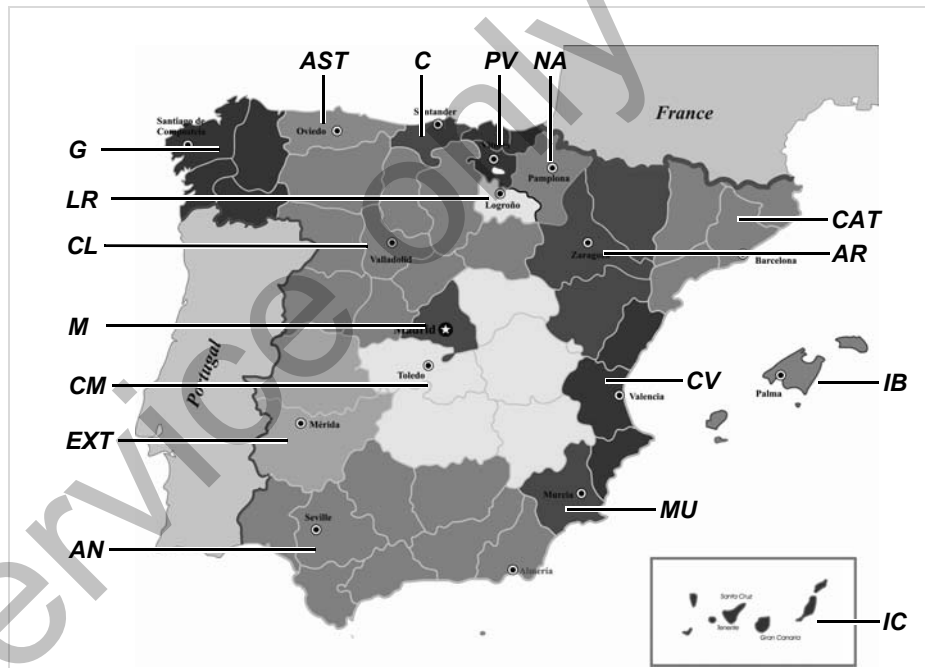 AST C PV NA
Santander
France
Santiago de
Compostela
Oviedo
G
Vitoria
Pamplona
LR
Logroño
CAT
CL
Valladolid
Zaragoza
AR
Barcelona
M
Madrid
Portugal
Toledo
CM
CV
Palma
IB
Valencia
EXT
Mérida
Murcia
MU
Seville
AN
Almería
Santa Cruz
Tenerife
Gran Canaria
IC
service only